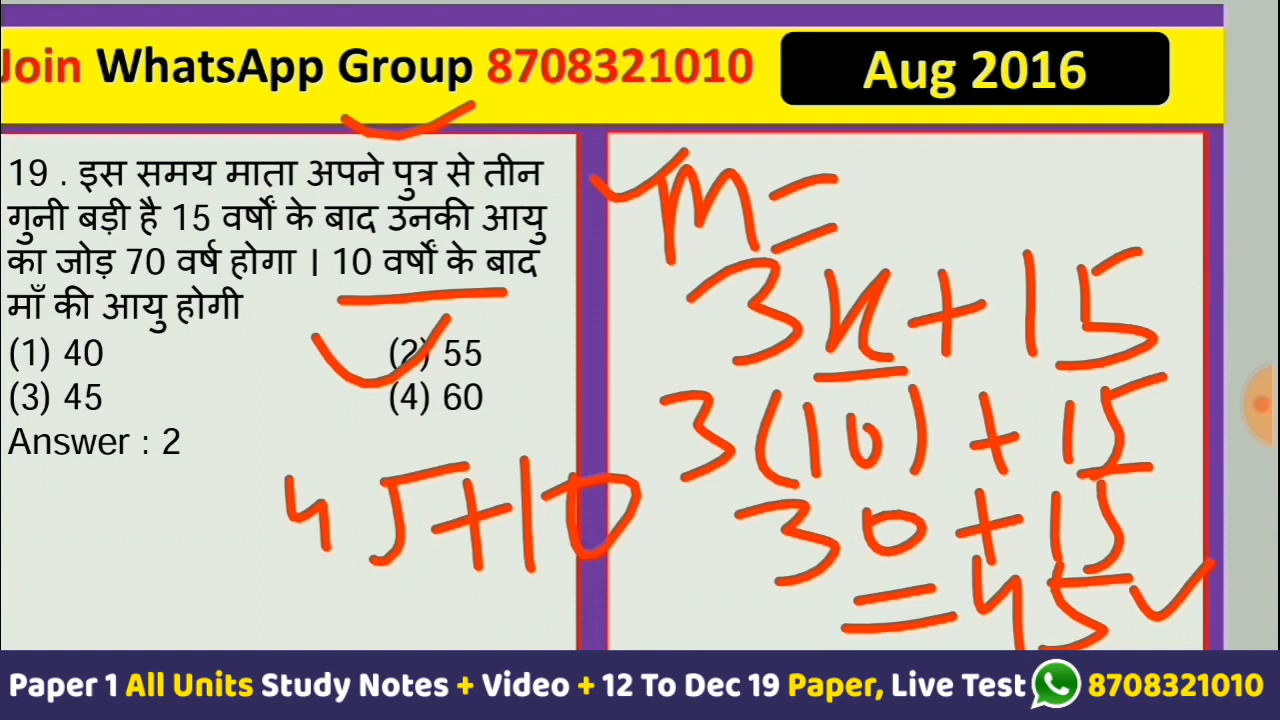 Join WhatsApp Group 8708321010
Aug 2016
19 . इस समय माता अपने पुत्र से तीन
गुनी बड़ी है 15 वर्षों के बाद उनकी आयु
का जोड़ 70 वर्ष होगा । 10 वर्षों के बाद
माँ की आयु होगी
(1) 40 (2) 55
(3) 45 (4) 60
Answer : 2
45+10
m=
3x+15
3(10)+15
30+15
=45
Paper 1 All Units Study Notes + Video + 12 To Dec 19 Paper, Live Test 8708321010